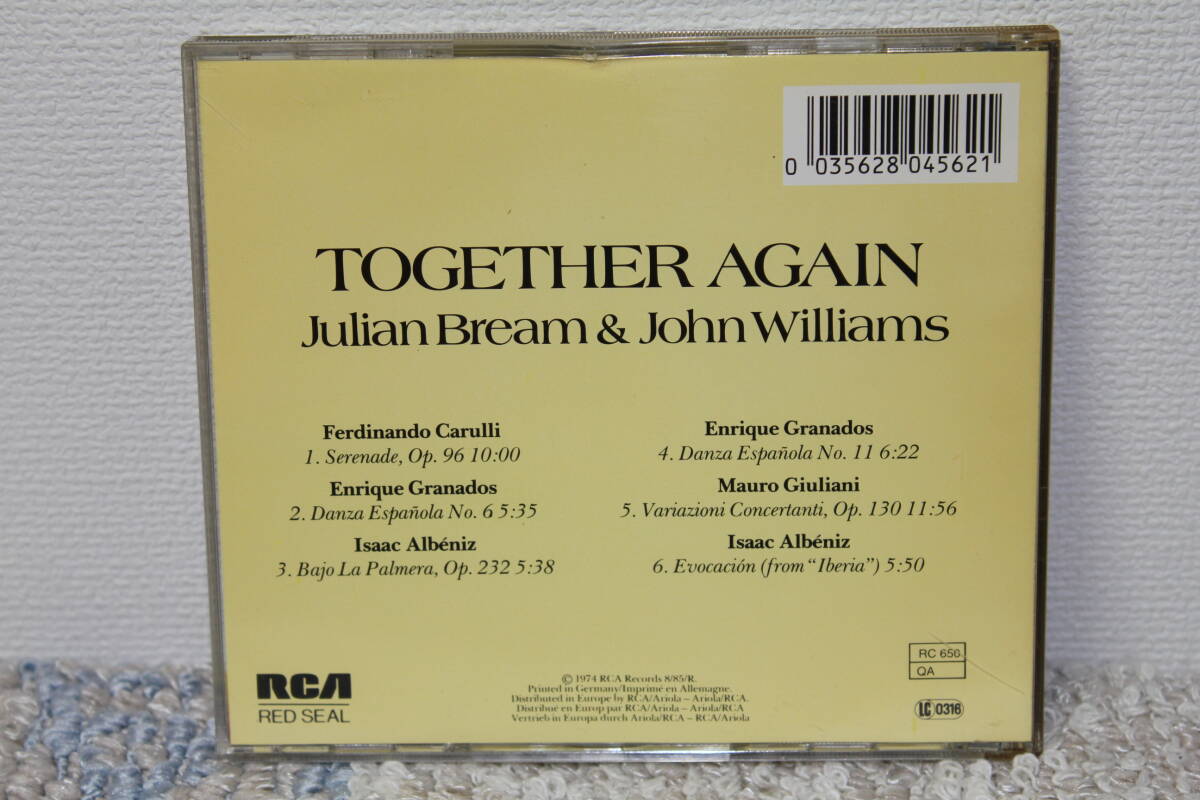 0 035628 045621
TOGETHER AGAIN
Julian Bream & John Williams
Ferdinando Carulli
1. Serenade, Op. 96 10:00
Enrique Granados
2. Danza Española No. 6 5:35
Isaac Albéniz
3. Bajo La Palmera, Op. 232 5:38
Enrique Granados
4. Danza Española No. 11 6:22
Mauro Giuliani
5. Variazioni Concertanti, Op. 130 11:56
Isaac Albéniz
6. Evocación (from “Iberia”) 5:50
RCA
RED SEAL
© 1974 RCA Records 8/85/R.
Printed in Germany/Imprimé en Allemagne.
Distributed in Europe by RCA/Ariola – Ariola/RCA.
Distribué en Europ par RCA/Ariola – Ariola/RCA
Vertrieb in Europa durch Ariola/RCA – RCA/Ariola
RC 650
QA
LC 0316